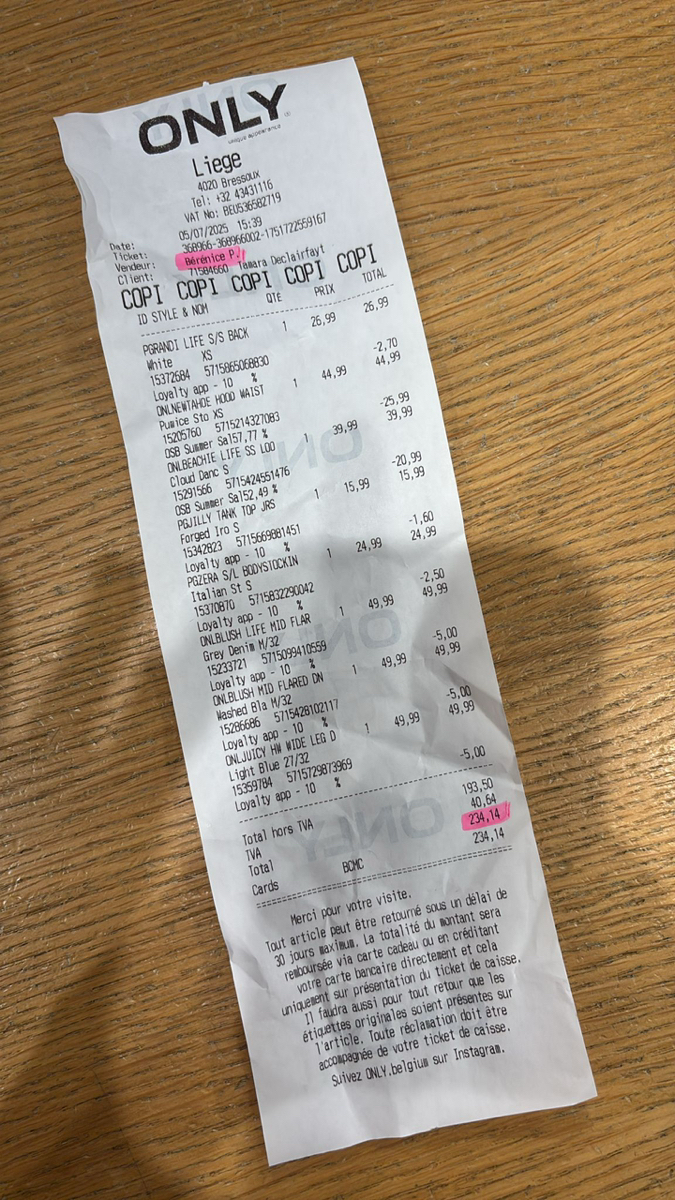 ONLY
unique appearance
Liege
4020 Bressoux
Tel: +32 43431116
VAT No: BE0536582719
Date: 05/07/2025 15:39
Ticket: 368966-368966002-1751722559167
Vendeur: Bérénice P.
Client: 71584660 Tamara Declairfayt
COPI COPI COPI COPI COPI
ID STYLE & NOM QTE PRIX TOTAL
PGRANDI LIFE S/S BACK 1 26,99 26,99
White XS
15372684 5715865068830
Loyalty app - 10 % -2,70
ONLNEWTAHOE HOOD WAIST 1 44,99 44,99
Pumice Sto XS
15205760 5715214327083
OSB Summer Sal57,77 % -25,99
ONLBEACHIE LIFE SS LOO 1 39,99 39,99
Cloud Danc S
15291566 5715424551476
OSB Summer Sal52,49 % -20,99
PGJILLY TANK TOP JRS 1 15,99 15,99
Forged Iro S
15342823 5715669881451
Loyalty app - 10 % -1,60
PGZERA S/L BODYSTOCKIN 1 24,99 24,99
Italian St S
15370870 5715832290042
Loyalty app - 10 % -2,50
ONLBLUSH LIFE MID FLAR 1 49,99 49,99
Grey Denim M/32
15233721 5715099410559
Loyalty app - 10 % -5,00
ONLBLUSH MID FLARED DN 1 49,99 49,99
Washed Bla M/32
15286686 5715428102117
Loyalty app - 10 % -5,00
ONLJUICY HW WIDE LEG D 1 49,99 49,99
Light Blue 27/32
15359784 5715729873969
Loyalty app - 10 % -5,00
Total hors TVA 193,50
TVA 40,64
Total 234,14
Cards BCMC 234,14
Merci pour votre visite.
Tout article peut être retourné sous un délai de
30 jours maximum. La totalité du montant sera
remboursée via carte cadeau ou en créditant
votre carte bancaire directement et cela
uniquement sur présentation du ticket de caisse.
Il faudra aussi pour tout retour que les
étiquettes originales soient présentes sur
l'article. Toute réclamation doit être
accompagnée de votre ticket de caisse.
Suivez ONLY.belgium sur Instagram.